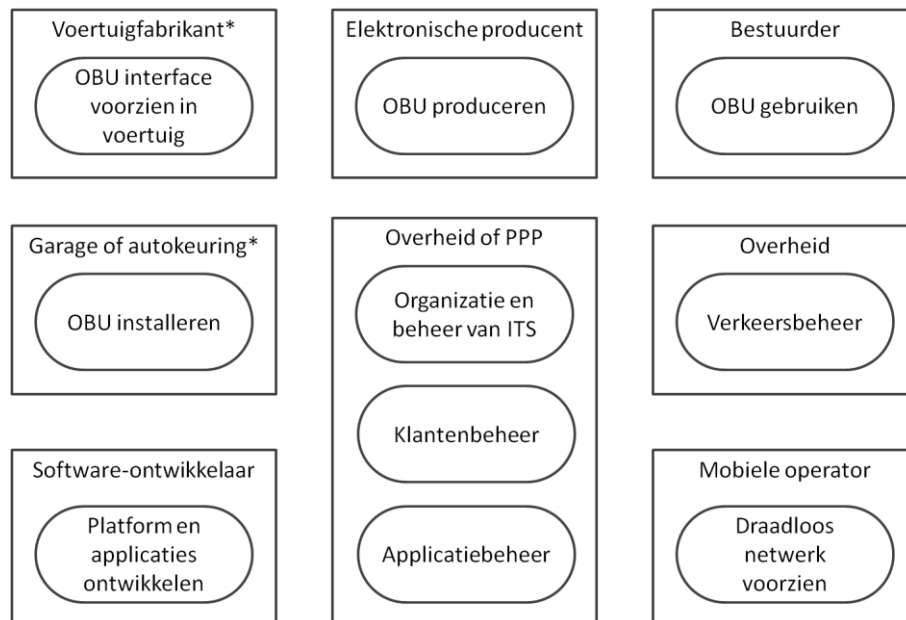 Voertuigfabrikant*
OBU interface
voorzien in
voertuig
Elektronische producent
OBU produceren
Bestuurder
OBU gebruiken
Garage of autokeuring*
OBU installeren
Overheid of PPP
Organizatie en
beheer van ITS
Klantenbeheer
Applicatiebeheer
Overheid
Verkeersbeheer
Software-ontwikkelaar
Platform en
applicaties
ontwikkelen
Mobiele operator
Draadloos
netwerk
voorzien